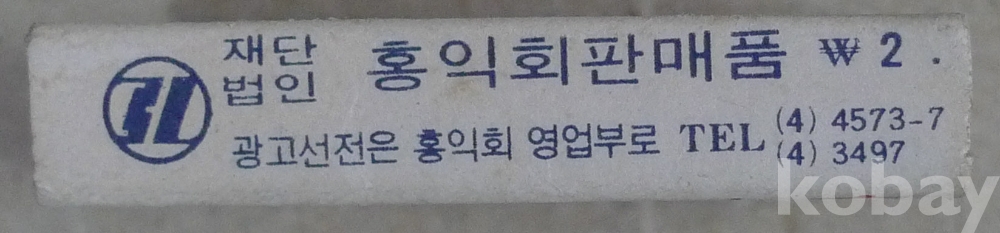 재단
법인 홍익회판매품 ₩ 2 .
광고선전은 홍익회 영업부로 TEL (4) 4573-7
(4) 3497
kobay